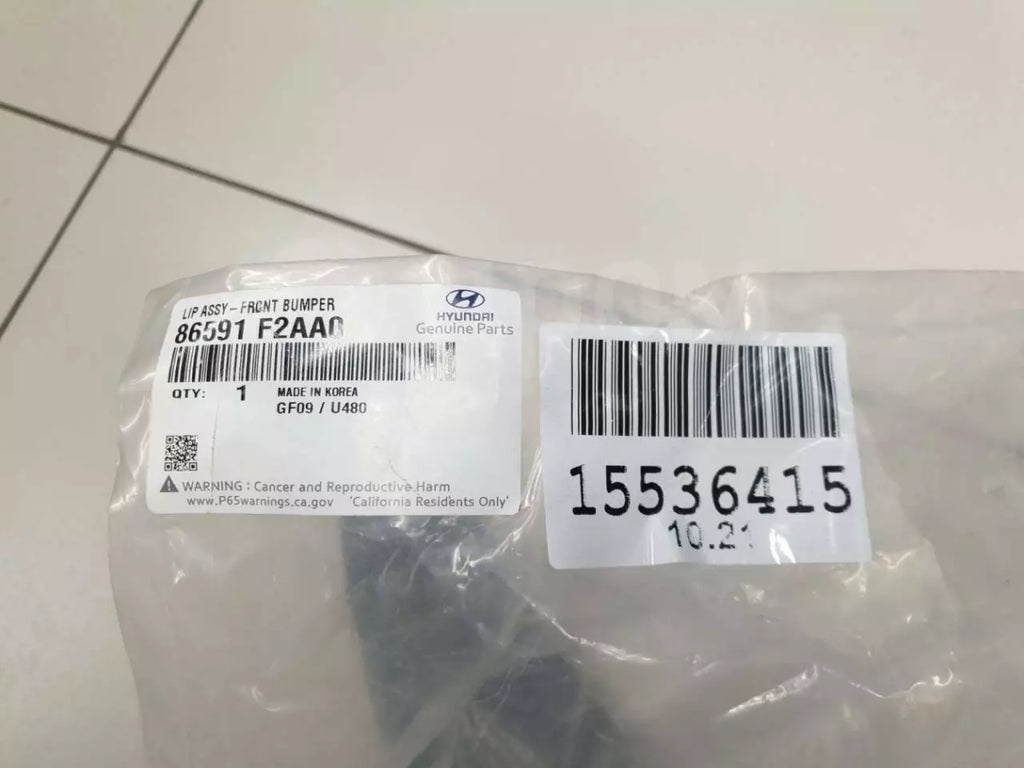 LIP ASSY-FRONT BUMPER
86591 F2AA0
HYUNDAI
Genuine Parts
QTY: 1 MADE IN KOREA
GF09 / U480
WARNING : Cancer and Reproductive Harm
www.P65warnings.ca.gov 'California Residents Only'
15536415
10.21